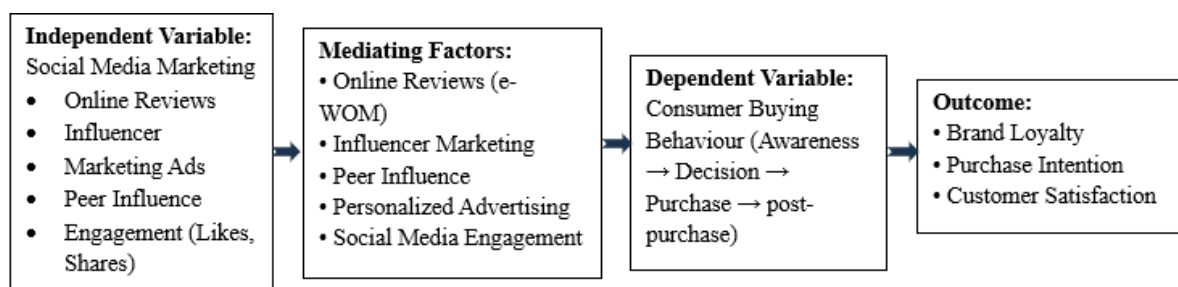 Independent Variable:
Social Media Marketing
• Online Reviews
• Influencer
• Marketing Ads
• Peer Influence
• Engagement (Likes,
Shares)
Mediating Factors:
• Online Reviews (e-
WOM)
• Influencer Marketing
• Peer Influence
• Personalized Advertising
• Social Media Engagement
Dependent Variable:
Consumer Buying
Behaviour (Awareness
→ Decision →
Purchase → post-
purchase)
Outcome:
• Brand Loyalty
• Purchase Intention
• Customer Satisfaction